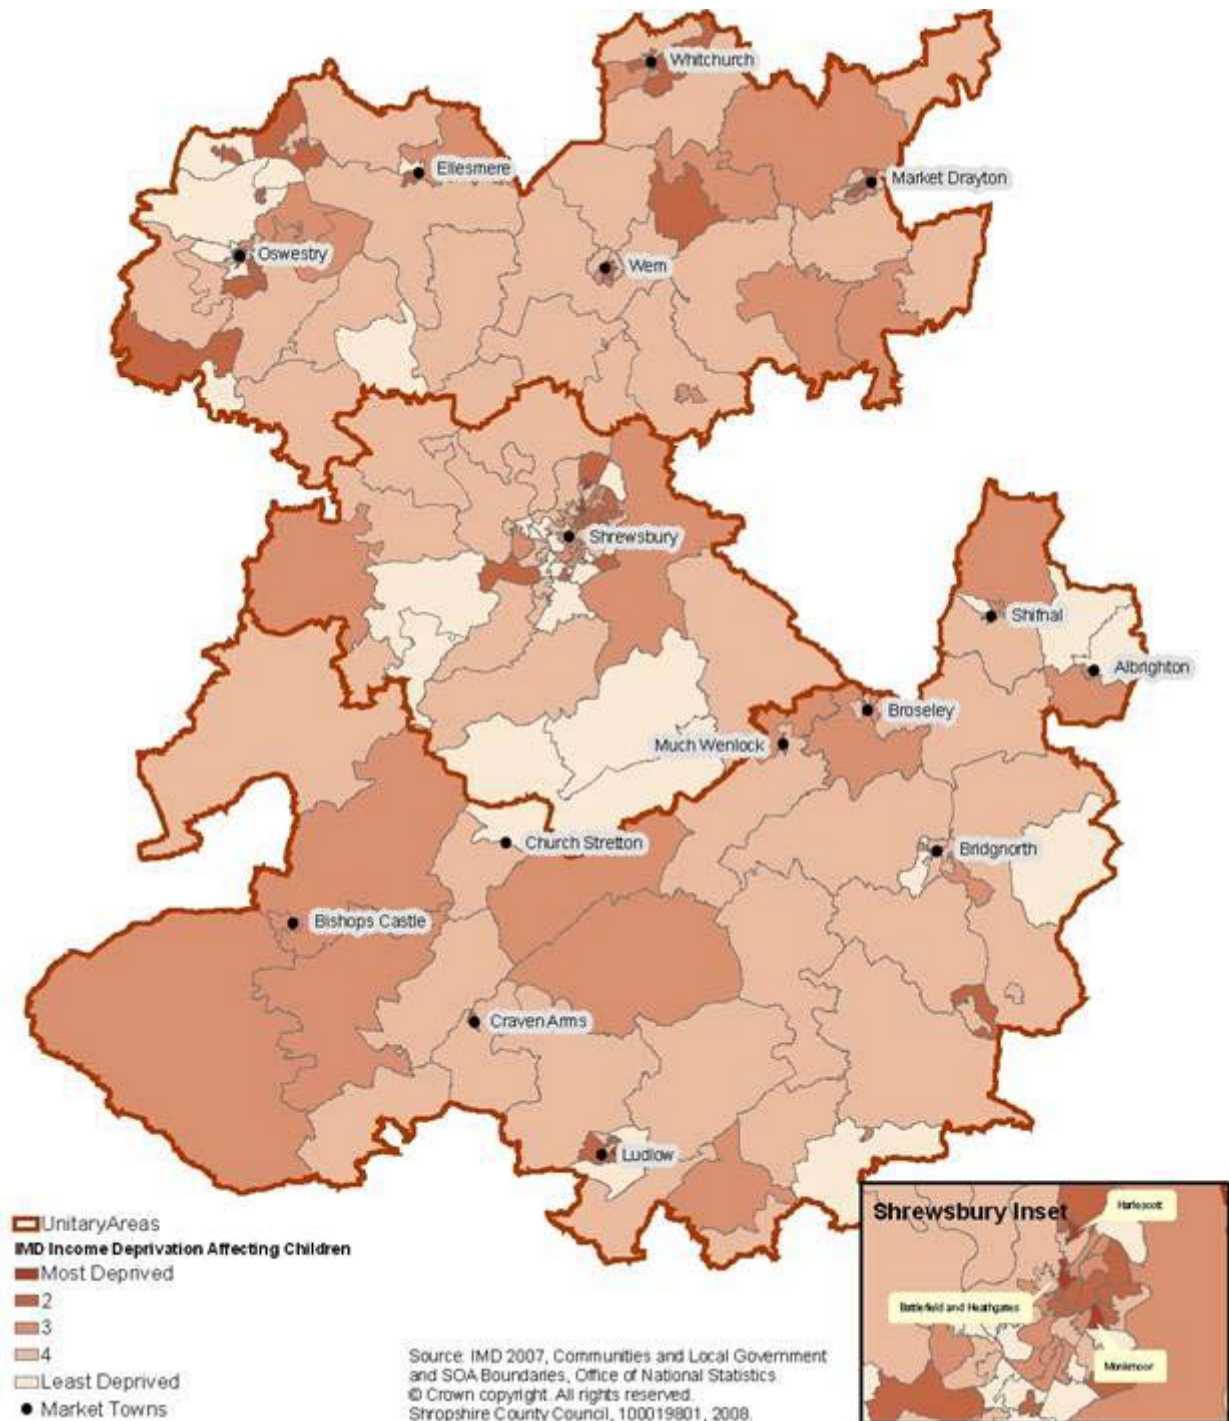 Whitchurch
Ellesmere
Market Drayton
Oswestry
Wem
Shrewsbury
Shifnal
Albrighton
Broseley
Much Wenlock
Church Stretton
Bridgnorth
Bishops Castle
Craven Arms
Ludlow
UnitaryAreas
IMD Income Deprivation Affecting Children
Most Deprived
2
3
4
Least Deprived
Market Towns
Source: IMD 2007, Communities and Local Government
and SOA Boundaries, Office of National Statistics
© Crown copyright. All rights reserved.
Shropshire County Council, 100019801, 2008.
Shrewsbury Inset
Harlescott
Battlefield and Heathgates
Monkmoor